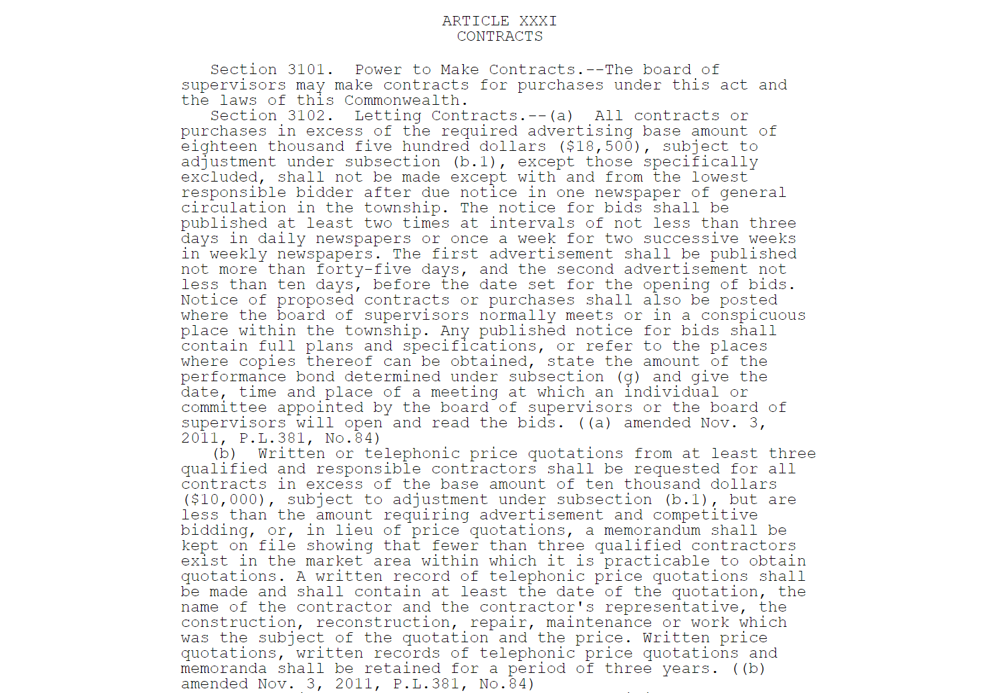 ARTICLE XXXI
CONTRACTS
Section 3101.  Power to Make Contracts.--The board of
supervisors may make contracts for purchases under this act and
the laws of this Commonwealth.
Section 3102.  Letting Contracts.--(a)  All contracts or
purchases in excess of the required advertising base amount of
eighteen thousand five hundred dollars ($18,500), subject to
adjustment under subsection (b.1), except those specifically
excluded, shall not be made except with and from the lowest
responsible bidder after due notice in one newspaper of general
circulation in the township. The notice for bids shall be
published at least two times at intervals of not less than three
days in daily newspapers or once a week for two successive weeks
in weekly newspapers. The first advertisement shall be published
not more than forty-five days, and the second advertisement not
less than ten days, before the date set for the opening of bids.
Notice of proposed contracts or purchases shall also be posted
where the board of supervisors normally meets or in a conspicuous
place within the township. Any published notice for bids shall
contain full plans and specifications, or refer to the places
where copies thereof can be obtained, state the amount of the
performance bond determined under subsection (g) and give the
date, time and place of a meeting at which an individual or
committee appointed by the board of supervisors or the board of
supervisors will open and read the bids. ((a) amended Nov. 3,
2011, P.L.381, No.84)
(b)  Written or telephonic price quotations from at least three
qualified and responsible contractors shall be requested for all
contracts in excess of the base amount of ten thousand dollars
($10,000), subject to adjustment under subsection (b.1), but are
less than the amount requiring advertisement and competitive
bidding, or, in lieu of price quotations, a memorandum shall be
kept on file showing that fewer than three qualified contractors
exist in the market area within which it is practicable to obtain
quotations. A written record of telephonic price quotations shall
be made and shall contain at least the date of the quotation, the
name of the contractor and the contractor's representative, the
construction, reconstruction, repair, maintenance or work which
was the subject of the quotation and the price. Written price
quotations, written records of telephonic price quotations and
memoranda shall be retained for a period of three years. ((b)
amended Nov. 3, 2011, P.L.381, No.84)